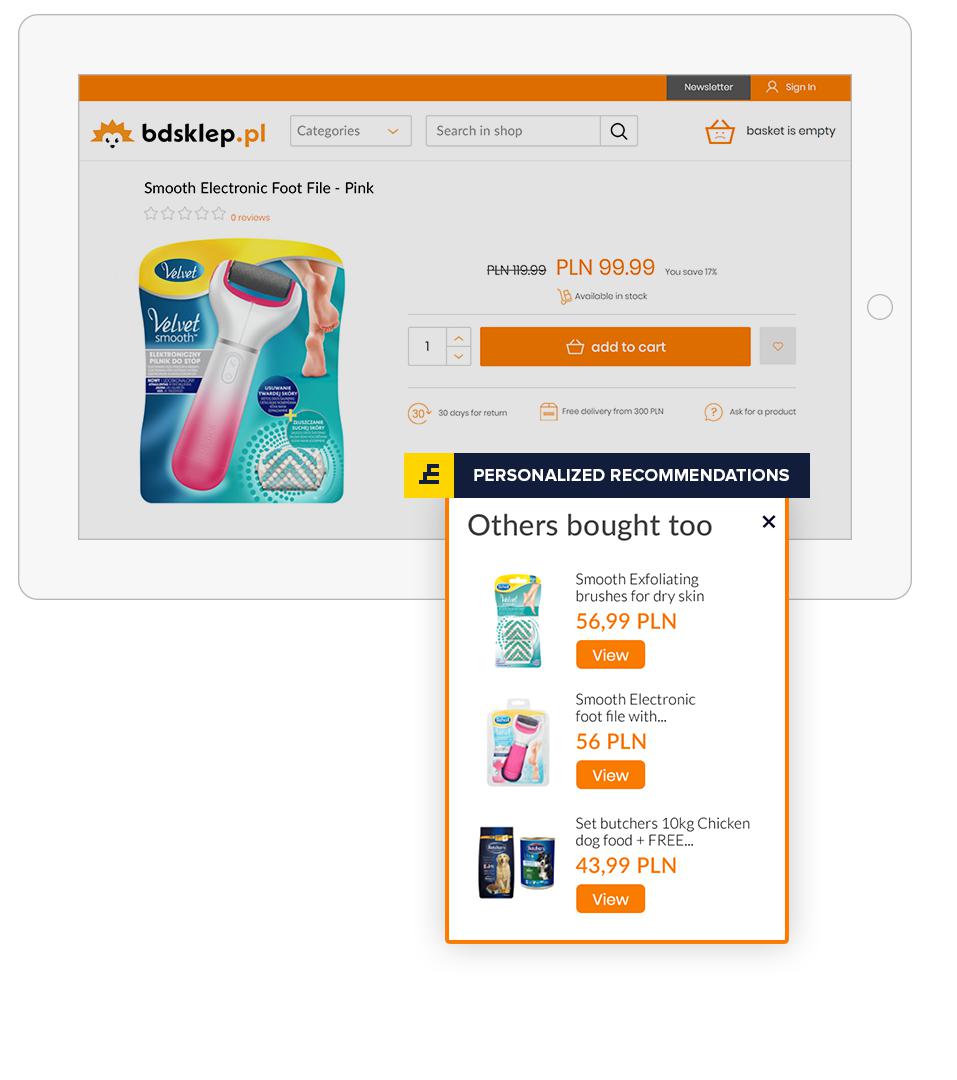 Newsletter
Sign In
bdsklep.pl
Categories
Search in shop
basket is empty
Smooth Electronic Foot File - Pink
0 reviews
Velvet
Velvet
smooth™
ELEKTRONICZNY
PILNIK DO STÓP
USUWANIE
TWARDEJ SKÓRY
ZŁUSZCZANIE
SUCHEJ SKÓRY
PLN 119.99 PLN 99.99 You save 17%
Available in stock
1
add to cart
30 30 days for return
Free delivery from 300 PLN
? Ask for a product
PERSONALIZED RECOMMENDATIONS
Others bought too
Smooth Exfoliating
brushes for dry skin
56,99 PLN
View
Smooth Electronic
foot file with...
56 PLN
View
Set butchers 10kg Chicken
dog food + FREE...
43,99 PLN
View